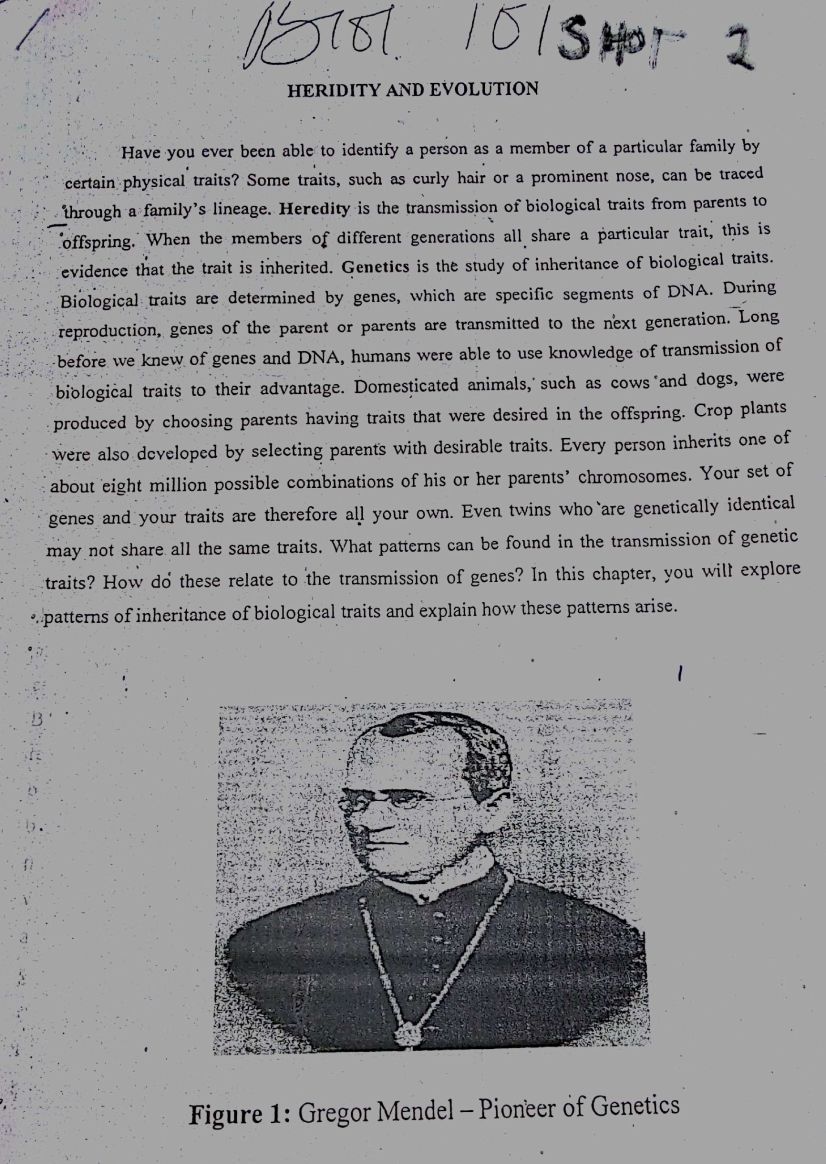 BIOL 101 SHOT 2
HERIDITY AND EVOLUTION
Have you ever been able to identify a person as a member of a particular family by
certain physical traits? Some traits, such as curly hair or a prominent nose, can be traced
through a family's lineage. Heredity is the transmission of biological traits from parents to
offspring. When the members of different generations all share a particular trait, this is
evidence that the trait is inherited. Genetics is the study of inheritance of biological traits.
Biological traits are determined by genes, which are specific segments of DNA. During
reproduction, genes of the parent or parents are transmitted to the next generation. Long
before we knew of genes and DNA, humans were able to use knowledge of transmission of
biological traits to their advantage. Domesticated animals, such as cows and dogs, were
produced by choosing parents having traits that were desired in the offspring. Crop plants
were also developed by selecting parents with desirable traits. Every person inherits one of
about eight million possible combinations of his or her parents' chromosomes. Your set of
genes and your traits are therefore all your own. Even twins who are genetically identical
may not share all the same traits. What patterns can be found in the transmission of genetic
traits? How do these relate to the transmission of genes? In this chapter, you will explore
patterns of inheritance of biological traits and explain how these patterns arise.
Figure 1: Gregor Mendel – Pioneer of Genetics